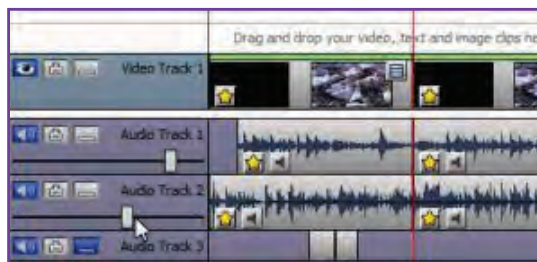 Drag and drop your video, text and image clips he
Video Track 1
Audio Track 1
Audio Track 2
Audio Track 3